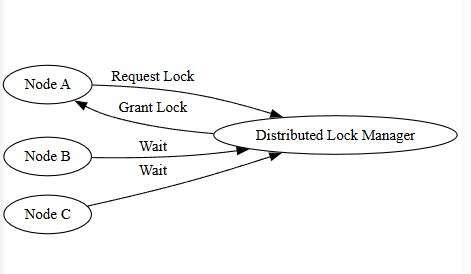 Node A
Request Lock
Grant Lock
Distributed Lock Manager
Node B
Wait
Wait
Node C